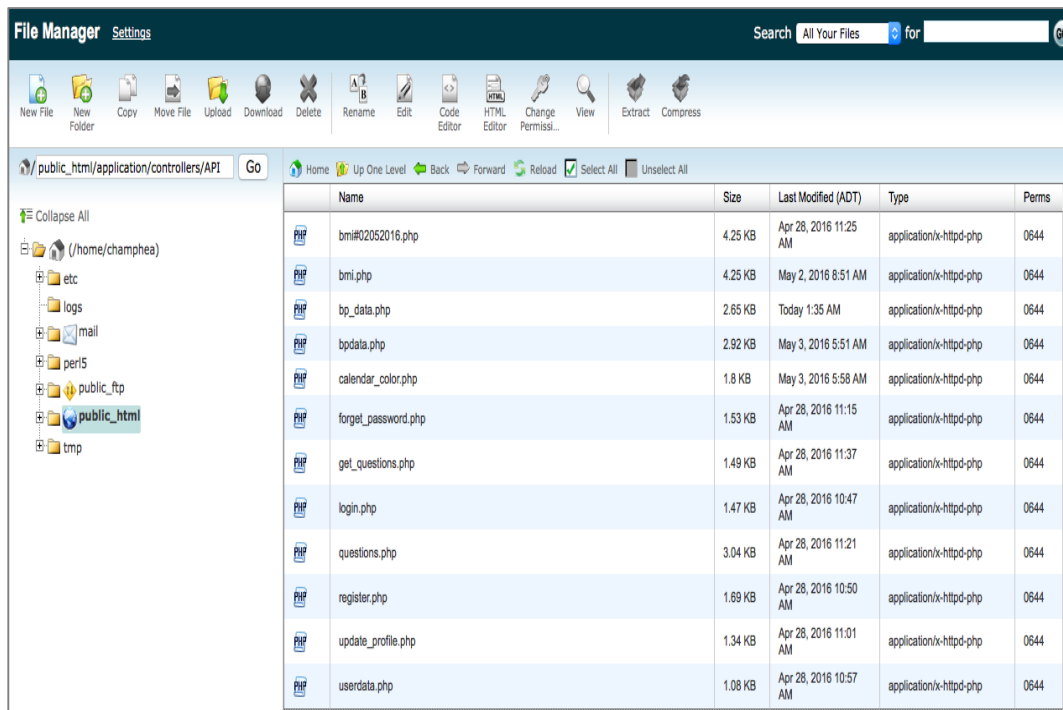 File Manager Settings Search All Your Files for
New File New Folder Copy Move File Upload Download Delete Rename Edit Code Editor HTML Editor Change Permissi... View Extract Compress
/ public_html/application/controllers/API Go Home Up One Level Back Forward Reload Select All Unselect All
Collapse All
(/home/champhea)
etc
logs
mail
perl5
public_ftp
public_html
tmp
Name Size Last Modified (ADT) Type Perms
bmi#02052016.php 4.25 KB Apr 28, 2016 11:25 AM application/x-httpd-php 0644
bmi.php 4.25 KB May 2, 2016 8:51 AM application/x-httpd-php 0644
bp_data.php 2.65 KB Today 1:35 AM application/x-httpd-php 0644
bpdata.php 2.92 KB May 3, 2016 5:51 AM application/x-httpd-php 0644
calendar_color.php 1.8 KB May 3, 2016 5:58 AM application/x-httpd-php 0644
forget_password.php 1.53 KB Apr 28, 2016 11:15 AM application/x-httpd-php 0644
get_questions.php 1.49 KB Apr 28, 2016 11:37 AM application/x-httpd-php 0644
login.php 1.47 KB Apr 28, 2016 10:47 AM application/x-httpd-php 0644
questions.php 3.04 KB Apr 28, 2016 11:21 AM application/x-httpd-php 0644
register.php 1.69 KB Apr 28, 2016 10:50 AM application/x-httpd-php 0644
update_profile.php 1.34 KB Apr 28, 2016 11:01 AM application/x-httpd-php 0644
userdata.php 1.08 KB Apr 28, 2016 10:57 AM application/x-httpd-php 0644